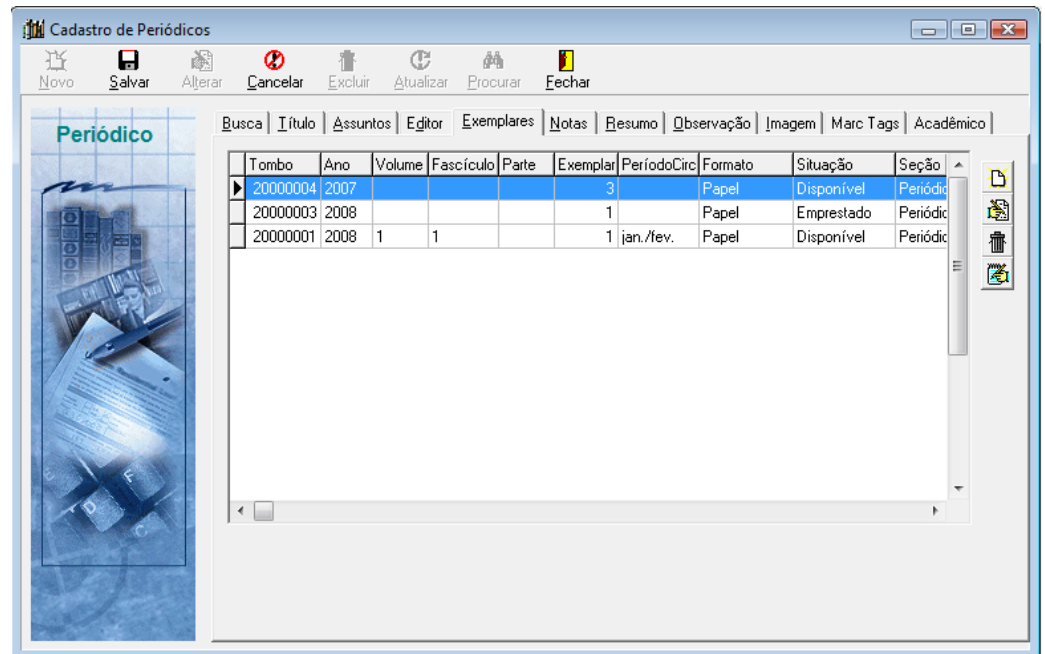 Cadastro de Periódicos
Novo Salvar Alterar Cancelar Excluir Atualizar Procurar Fechar
Periódico
Busca Título Assuntos Editor Exemplares Notas Resumo Observação Imagem Marc Tags Acadêmico
Tombo Ano Volume Fascículo Parte Exemplar PeríodoCirc Formato Situação Seção
20000004 2007 3 Papel Disponível Periódic
20000003 2008 1 Papel Emprestado Periódic
20000001 2008 1 1 1 jan./fev. Papel Disponível Periódic